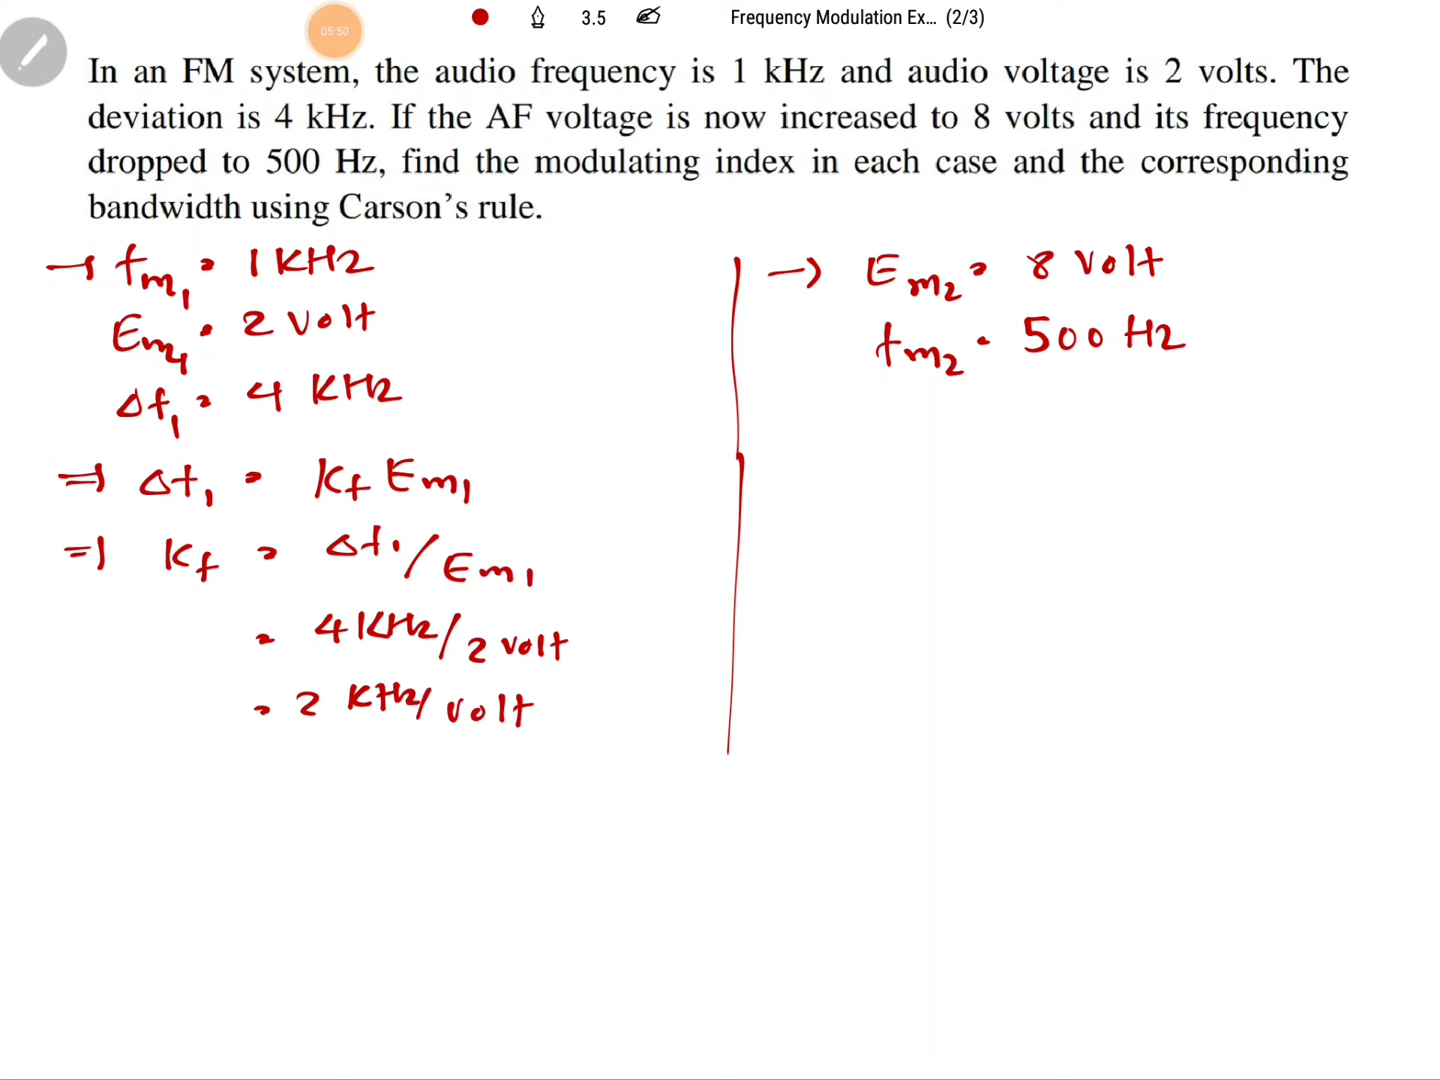 05:50
3.5
Frequency Modulation Ex... (2/3)
In an FM system, the audio frequency is 1 kHz and audio voltage is 2 volts. The
deviation is 4 kHz. If the AF voltage is now increased to 8 volts and its frequency
dropped to 500 Hz, find the modulating index in each case and the corresponding
bandwidth using Carson’s rule.
→ fm1 = 1 KHz
Em1 = 2 volt
Δf1 = 4 KHz
⇒ Δf1 = Kf Em1
⇒ Kf = Δf1/Em1
= 4 KHz/2 volt
= 2 KHz/volt
→ Em2 = 8 volt
fm2 = 500 Hz